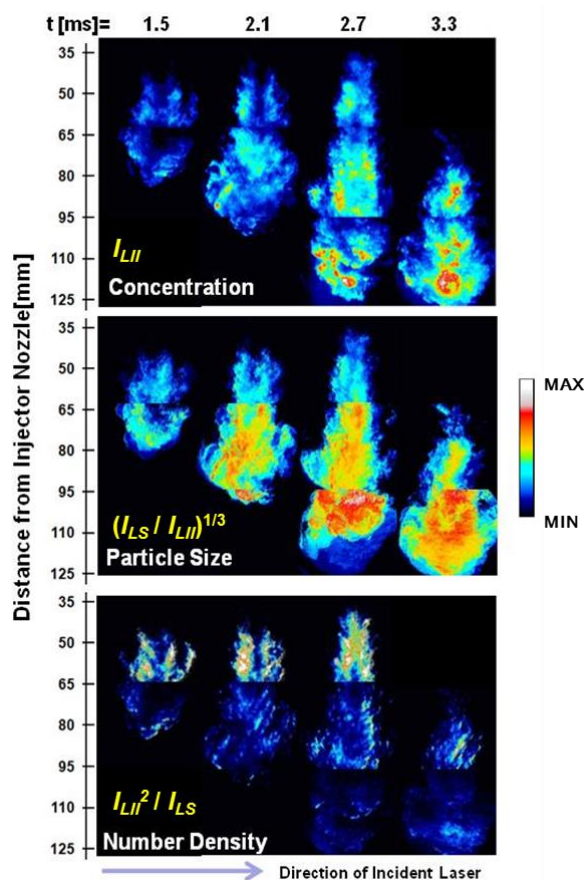 t [ms]= 1.5 2.1 2.7 3.3
35
50
65
80
95
110
125
I_LII
Concentration
35
50
65
80
95
110
125
(I_LS / I_LII)^1/3
Particle Size
35
50
65
80
95
110
125
I_LII^2 / I_LS
Number Density
Distance from Injector Nozzle[mm]
MAX
MIN
Direction of Incident Laser